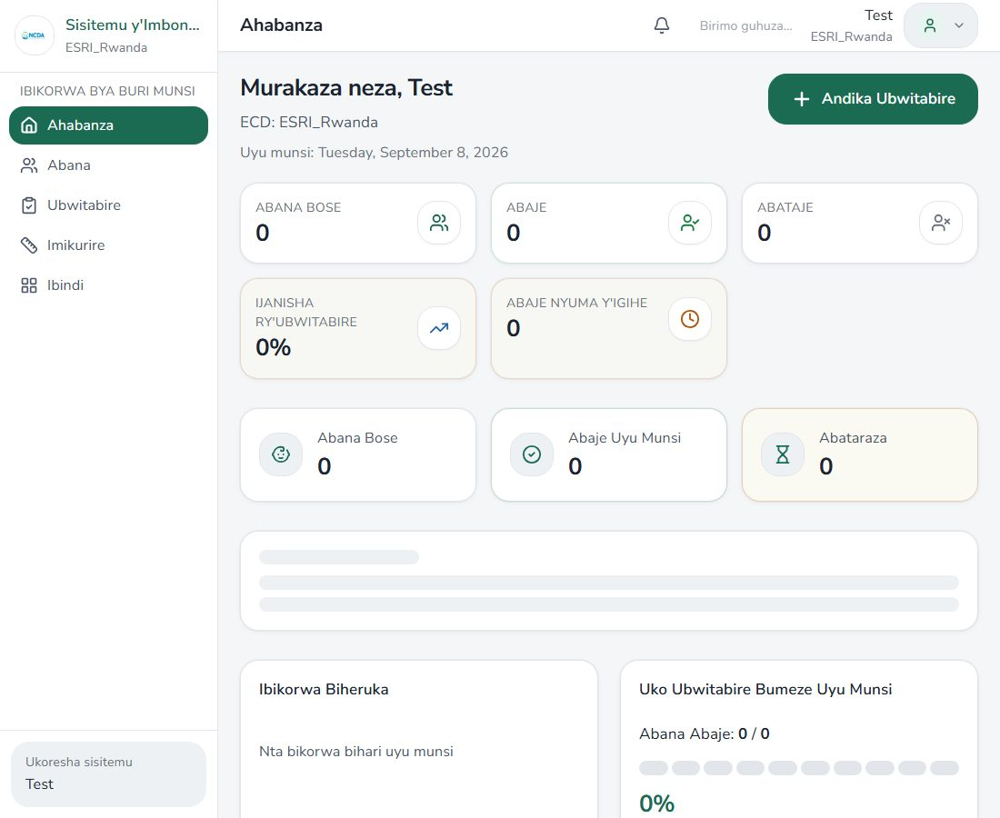 NCDA
Sisitemu y'Imbon...
ESRI_Rwanda
IBIKORWA BYA BURI MUNSI
Ahabanza
Abana
Ubwitabire
Imikurire
Ibindi
Ukoresha sisitemu
Test
Ahabanza
Birimo guhuza...
Test
ESRI_Rwanda
Murakaza neza, Test
ECD: ESRI_Rwanda
Uyu munsi: Tuesday, September 8, 2026
Andika Ubwitabire
ABANA BOSE
0
ABAJE
0
ABATAJE
0
IJANISHA
RY'UBWITABIRE
0%
ABAJE NYUMA Y'IGIHE
0
Abana Bose
0
Abaje Uyu Munsi
0
Abataraza
0
Ibikorwa Biheruka
Nta bikorwa bihari uyu munsi
Uko Ubwitabire Bumeze Uyu Munsi
Abana Abaje: 0 / 0
0%